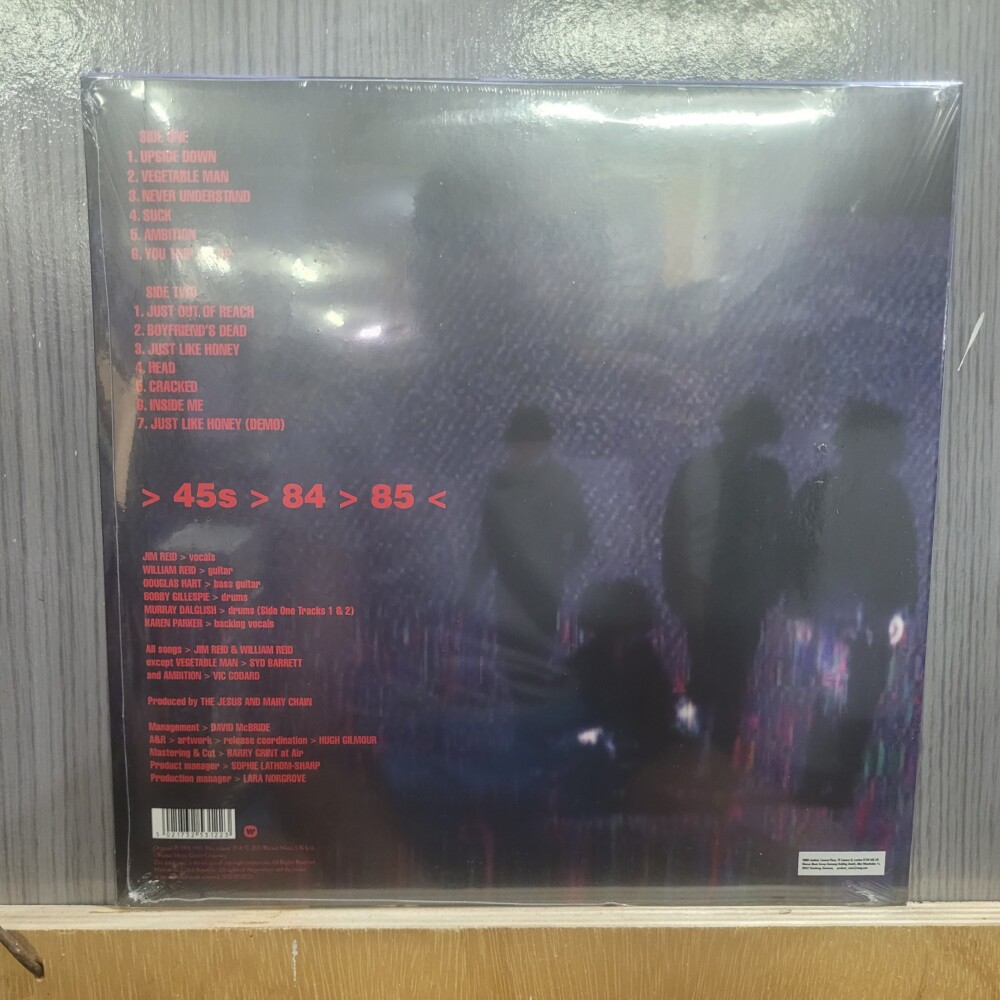 SIDE ONE
1. UPSIDE DOWN
2. VEGETABLE MAN
3. NEVER UNDERSTAND
4. SUCK
5. AMBITION
6. YOU TRIP ME UP
SIDE TWO
1. JUST OUT OF REACH
2. BOYFRIEND'S DEAD
3. JUST LIKE HONEY
4. HEAD
5. CRACKED
6. INSIDE ME
7. JUST LIKE HONEY (DEMO)
> 45s > 84 > 85 <
JIM REID > vocals
WILLIAM REID > guitar
DOUGLAS HART > bass guitar
BOBBY GILLESPIE > drums
MURRAY DALGLISH > drums (Side One Tracks 1 & 2)
KAREN PARKER > backing vocals
All songs > JIM REID & WILLIAM REID
except VEGETABLE MAN > SYD BARRETT
and AMBITION > VIC GODARD
Produced by THE JESUS AND MARY CHAIN
Management > DAVID McBRIDE
A&R > artwork > release coordination > HUGH GILMOUR
Mastering & Cut > BARRY GRINT at Air
Product manager > SOPHIE LATHOM-SHARP
Production manager > LARA NORGROVE